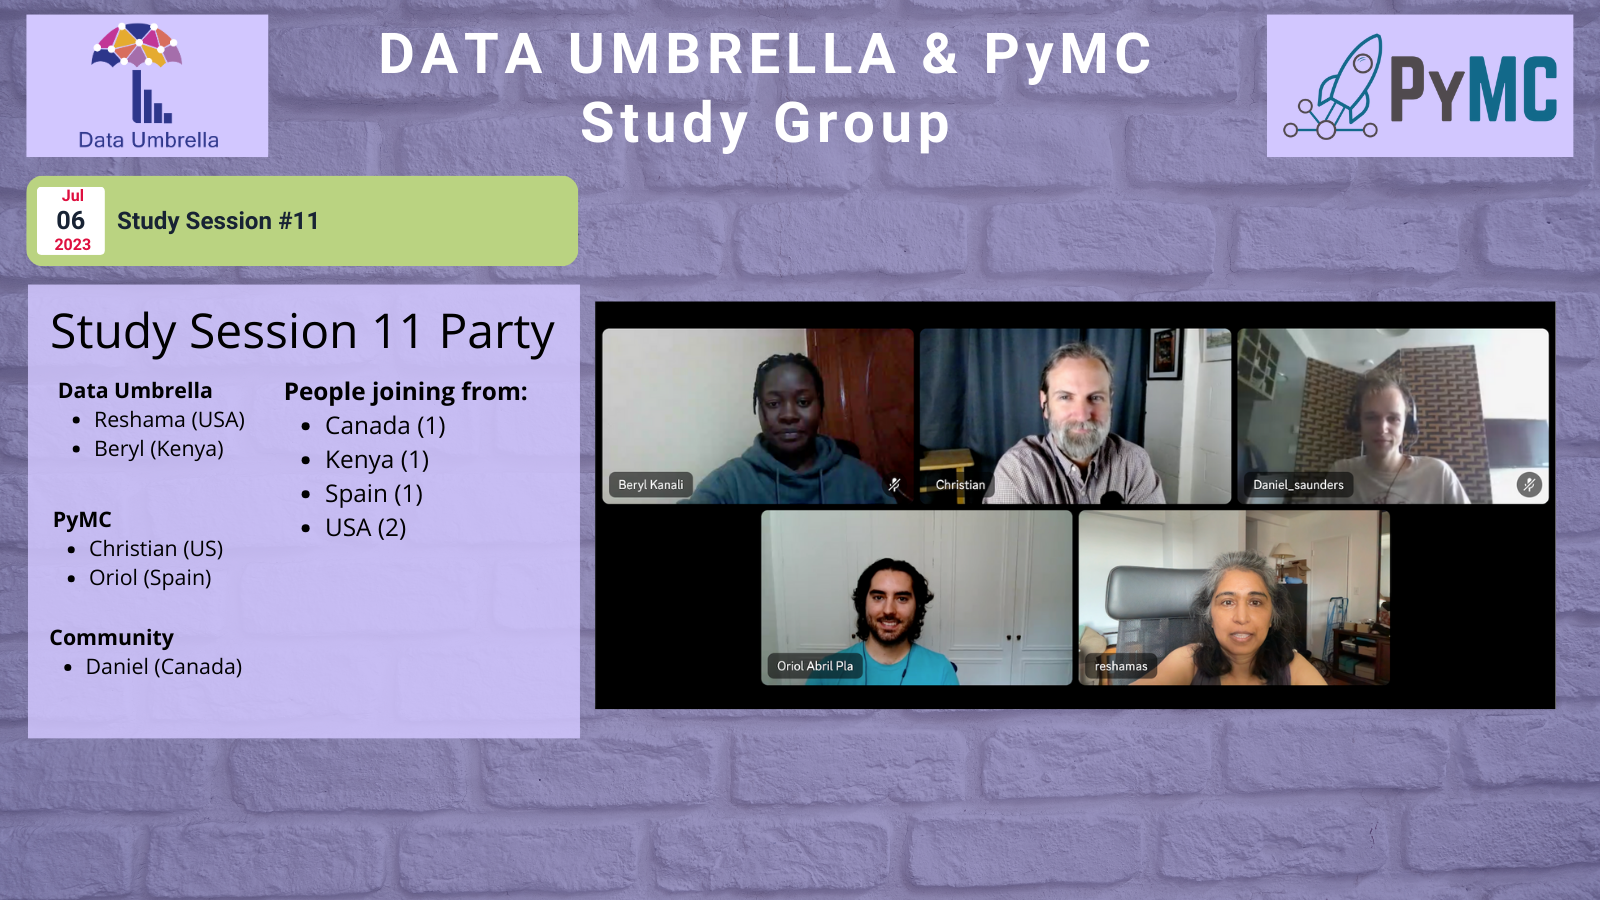 DATA UMBRELLA & PyMC
Study Group
Data Umbrella
PyMC
Jul
06
2023
Study Session #11
Study Session 11 Party
Data Umbrella
• Reshama (USA)
• Beryl (Kenya)
PyMC
• Christian (US)
• Oriol (Spain)
Community
• Daniel (Canada)
People joining from:
• Canada (1)
• Kenya (1)
• Spain (1)
• USA (2)
Beryl Kanali
Christian
Daniel_saunders
Oriol Abril Pla
reshamas